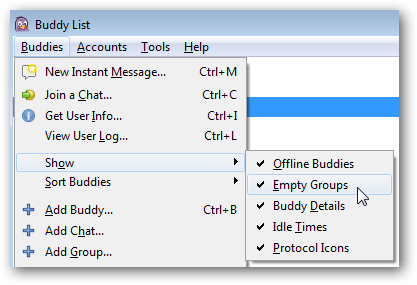 Buddy List
Buddies Accounts Tools Help
New Instant Message... Ctrl+M
Join a Chat... Ctrl+C
Get User Info... Ctrl+I
View User Log... Ctrl+L
Show
Sort Buddies
Add Buddy... Ctrl+B
Add Chat...
Add Group...
Offline Buddies
Empty Groups
Buddy Details
Idle Times
Protocol Icons